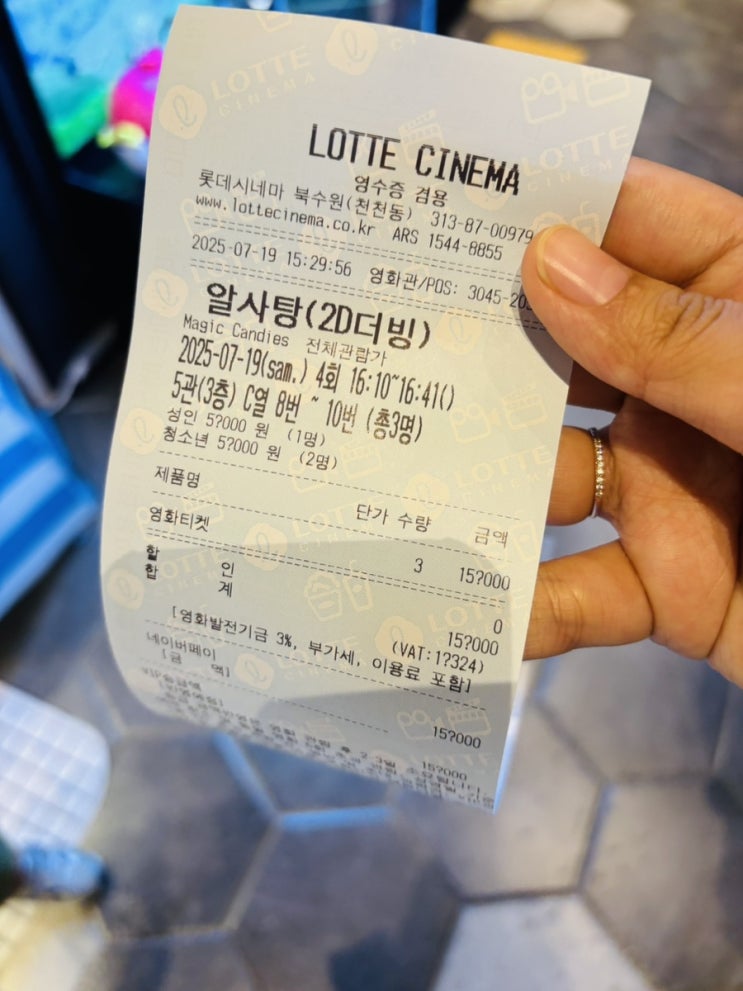 LOTTE CINEMA
영수증 겸용
롯데시네마 북수원(천천동) 313-87-00979
www.lottecinema.co.kr ARS 1544-8855
2025-07-19 15:29:56 영화관/POS: 3045-20
알사탕(2D더빙)
Magic Candies 전체관람가
2025-07-19(sam.) 4회 16:10~16:41()
5관(3층) C열 8번 ~ 10번 (총3명)
성인 5?000 원 (1명)
청소년 5?000 원 (2명)
제품명 단가 수량 금액
영화티켓 3 15?000
할 인 0
합 계 15?000
(VAT:1?324)
[영화발전기금 3%, 부가세, 이용료 포함]
네이버페이
[금 액] 15?000
15?000